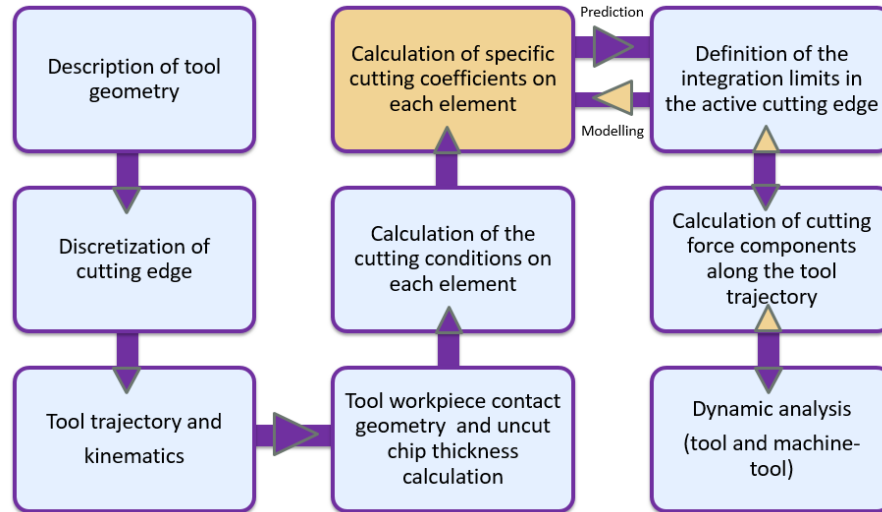 Description of tool
geometry
Discretization of
cutting edge
Tool trajectory and
kinematics
Tool workpiece contact
geometry  and uncut
chip thickness
calculation
Calculation of the
cutting conditions on
each element
Calculation of specific
cutting coefficients on
each element
Prediction
Modelling
Definition of the
integration limits in
the active cutting edge
Calculation of cutting
force components
along the tool
trajectory
Dynamic analysis
(tool and machine-
tool)